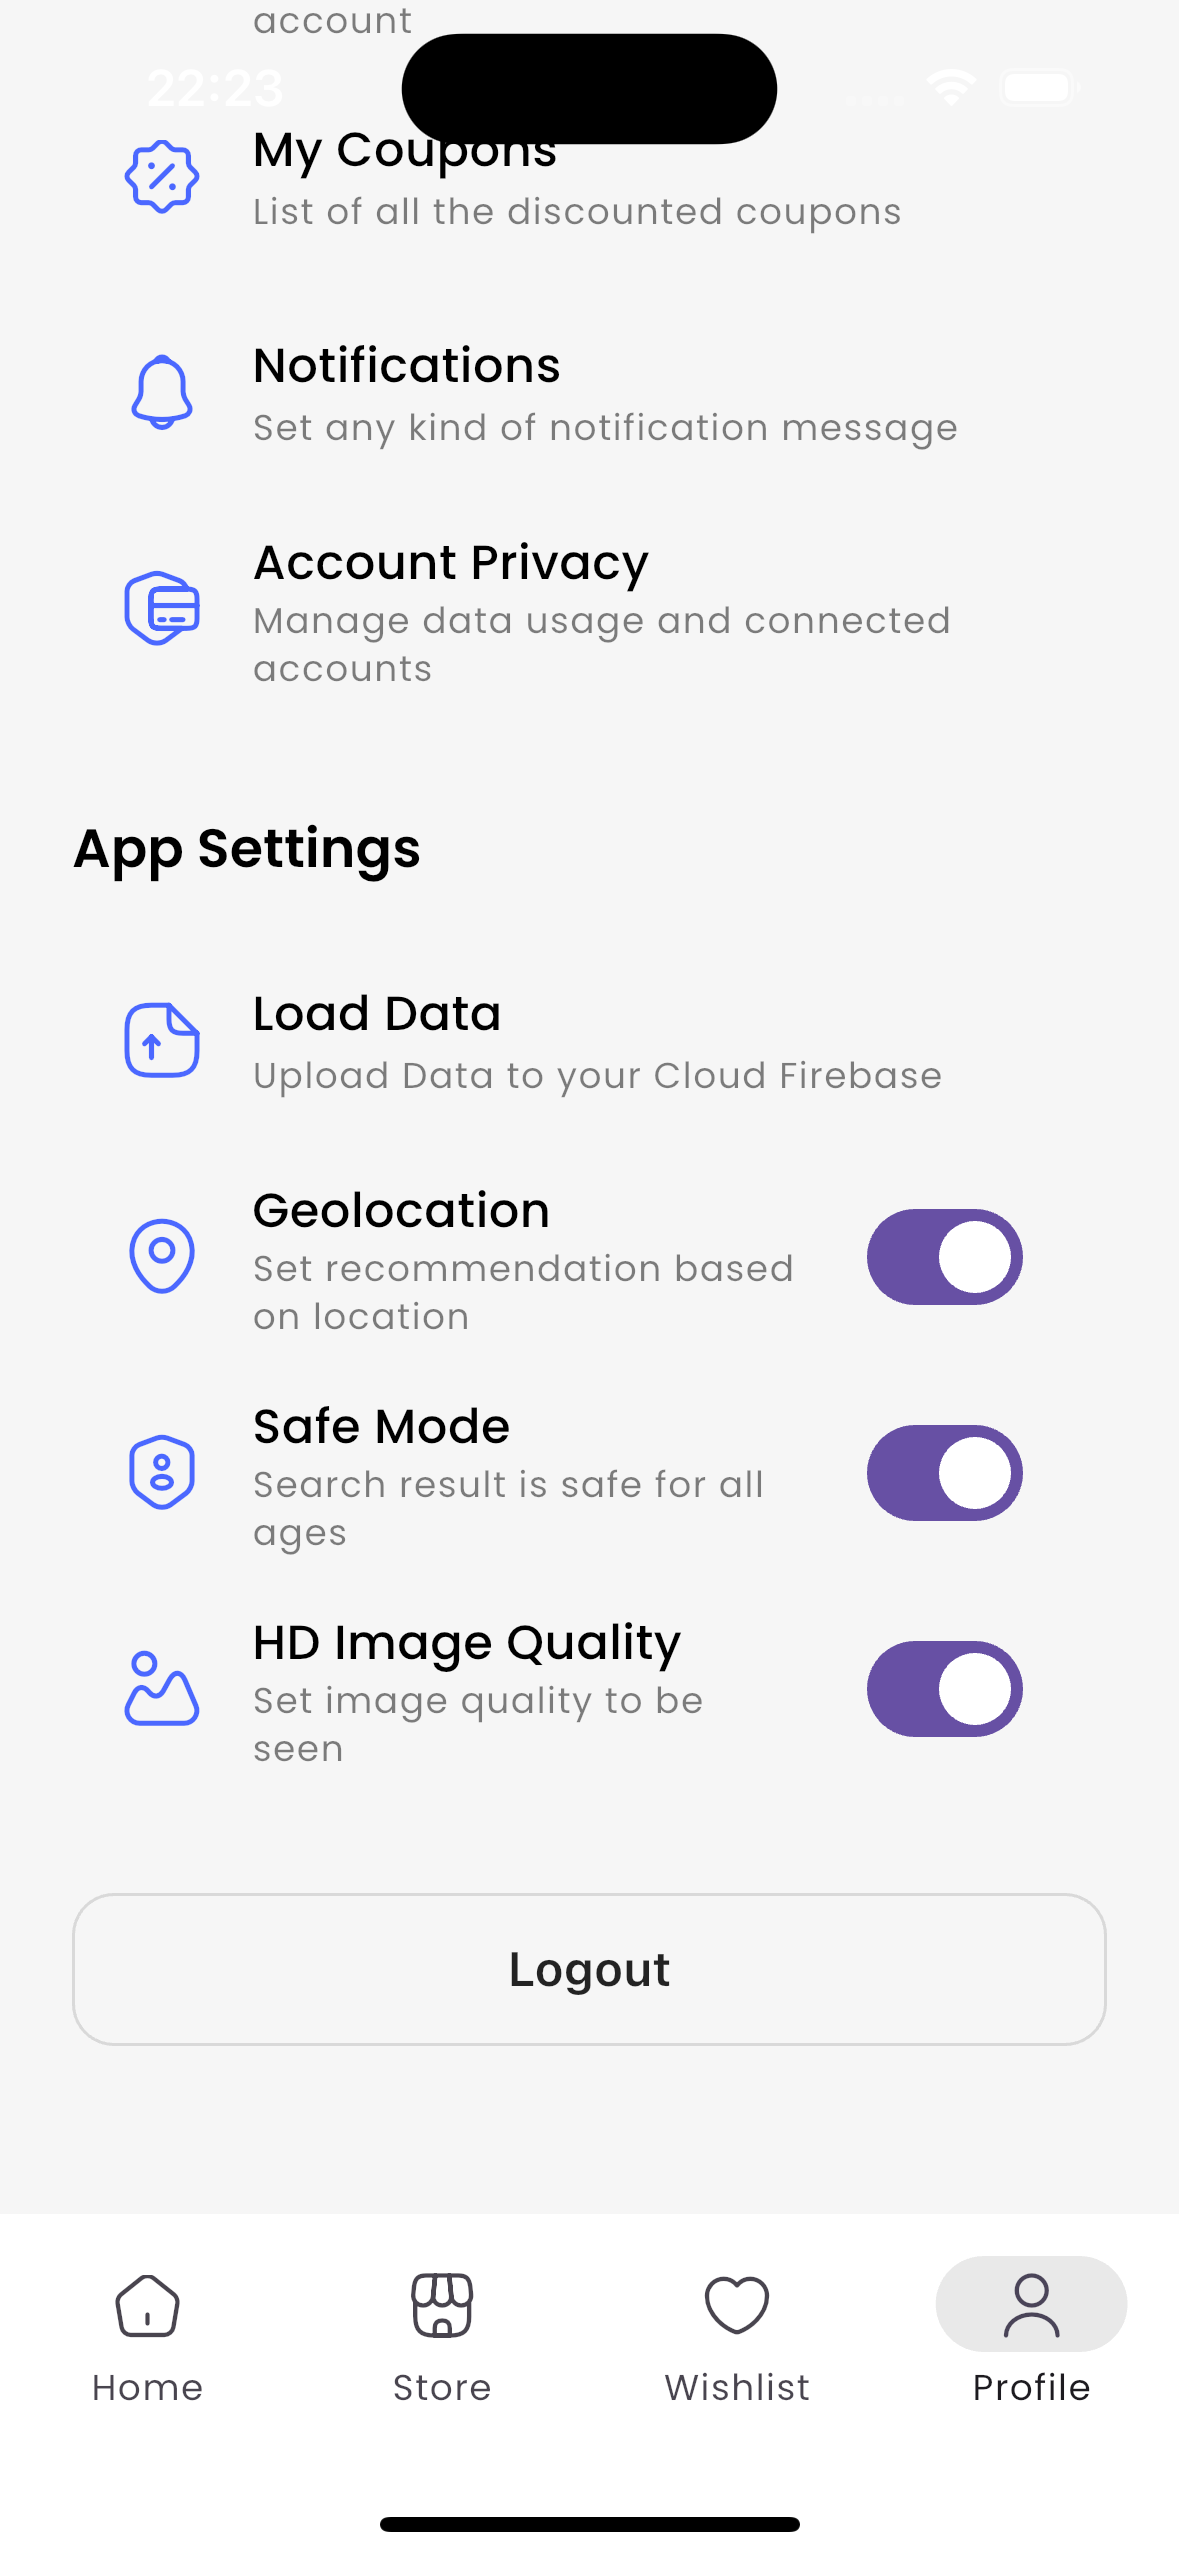 account
22:23
My Coupons
List of all the discounted coupons
Notifications
Set any kind of notification message
Account Privacy
Manage data usage and connected
accounts
App Settings
Load Data
Upload Data to your Cloud Firebase
Geolocation
Set recommendation based
on location
Safe Mode
Search result is safe for all
ages
HD Image Quality
Set image quality to be
seen
Logout
Home
Store
Wishlist
Profile